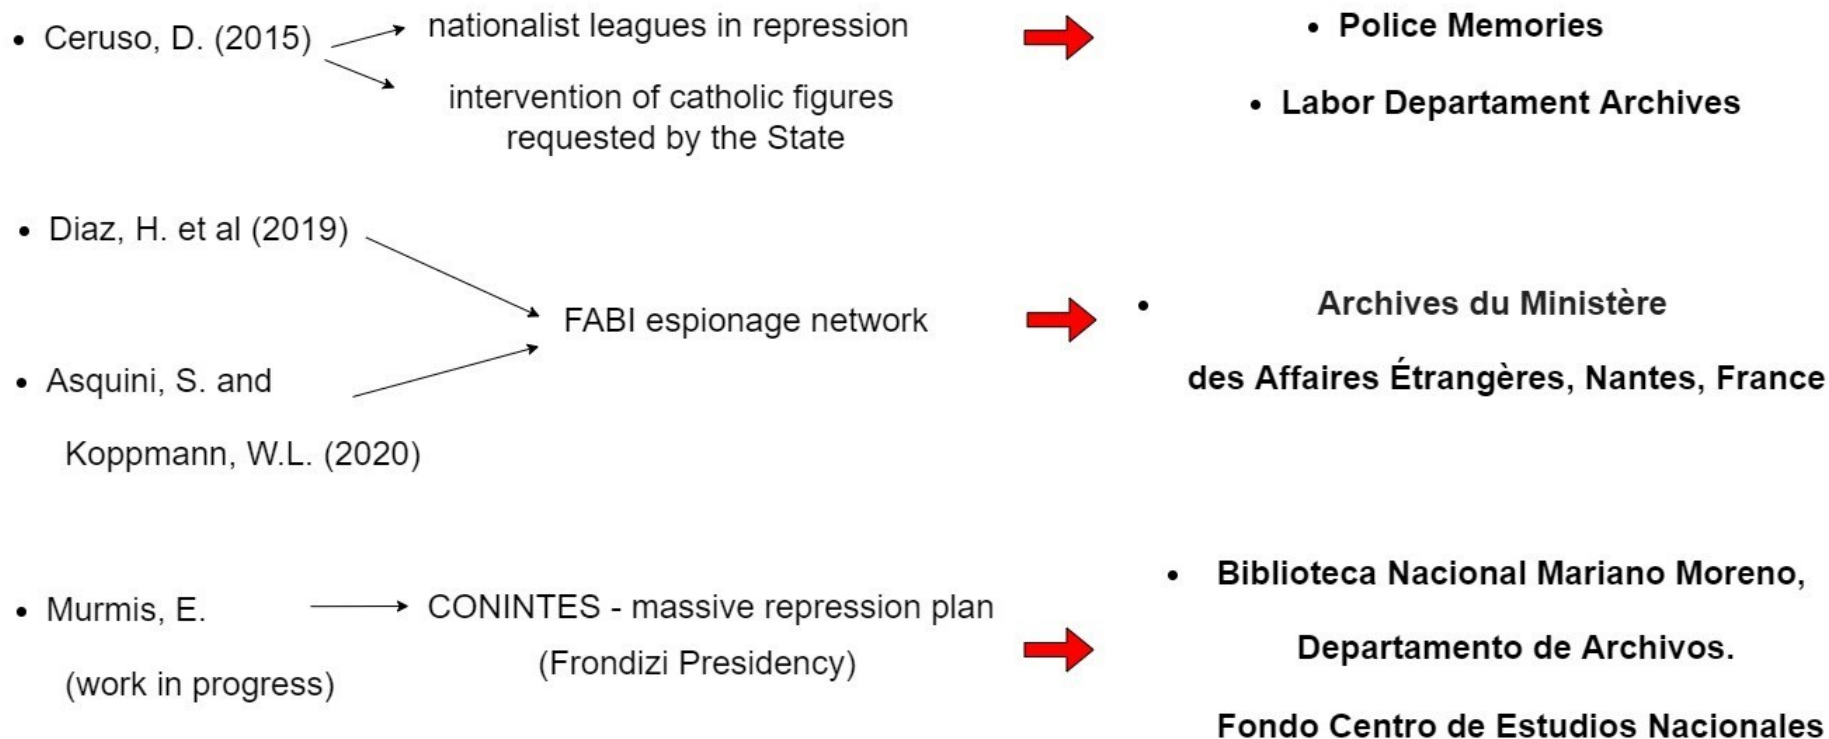 • Ceruso, D. (2015)
nationalist leagues in repression
intervention of catholic figures
requested by the State
• Police Memories
• Labor Departament Archives
• Diaz, H. et al (2019)
• Asquini, S. and
Koppmann, W.L. (2020)
FABI espionage network
• Archives du Ministère
des Affaires Étrangères, Nantes, France
• Murmis, E.
(work in progress)
CONINTES - massive repression plan
(Frondizi Presidency)
• Biblioteca Nacional Mariano Moreno,
Departamento de Archivos.
Fondo Centro de Estudios Nacionales